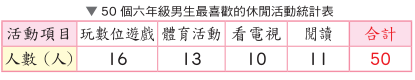 ▼ 50 個六年級男生最喜歡的休閒活動統計表
活動項目 玩數位遊戲 體育活動 看電視 閱讀 合計
人數（人） 16 13 10 11 50